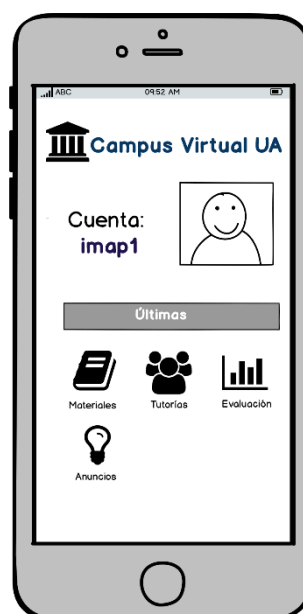 ABC 09:52 AM
Campus Virtual UA
Cuenta:
imap1
Últimas
Materiales Tutorías Evaluación
Anuncios